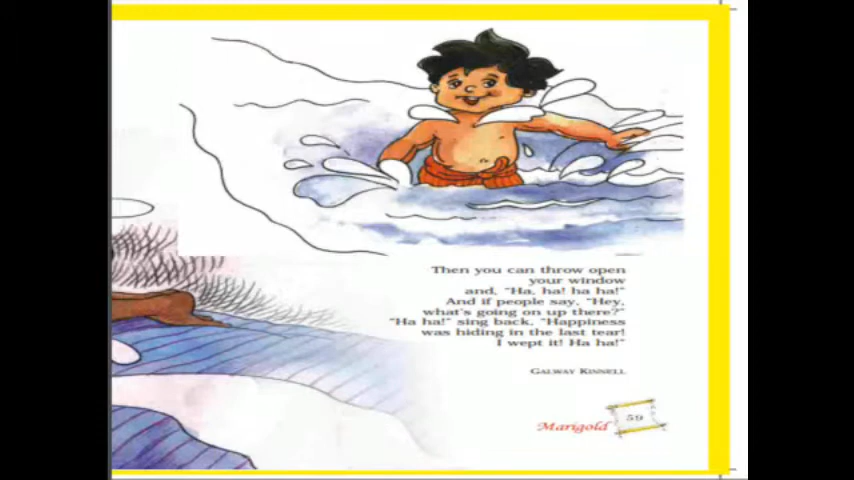 Then you can throw open
your window
and, "Ha, ha! ha ha!"
And if people say, "Hey,
what's going on up there?"
"Ha ha!" sing back, "Happiness
was hiding in the last tear!
I wept it! Ha ha!"
GALWAY KINNELL
59
Marigold